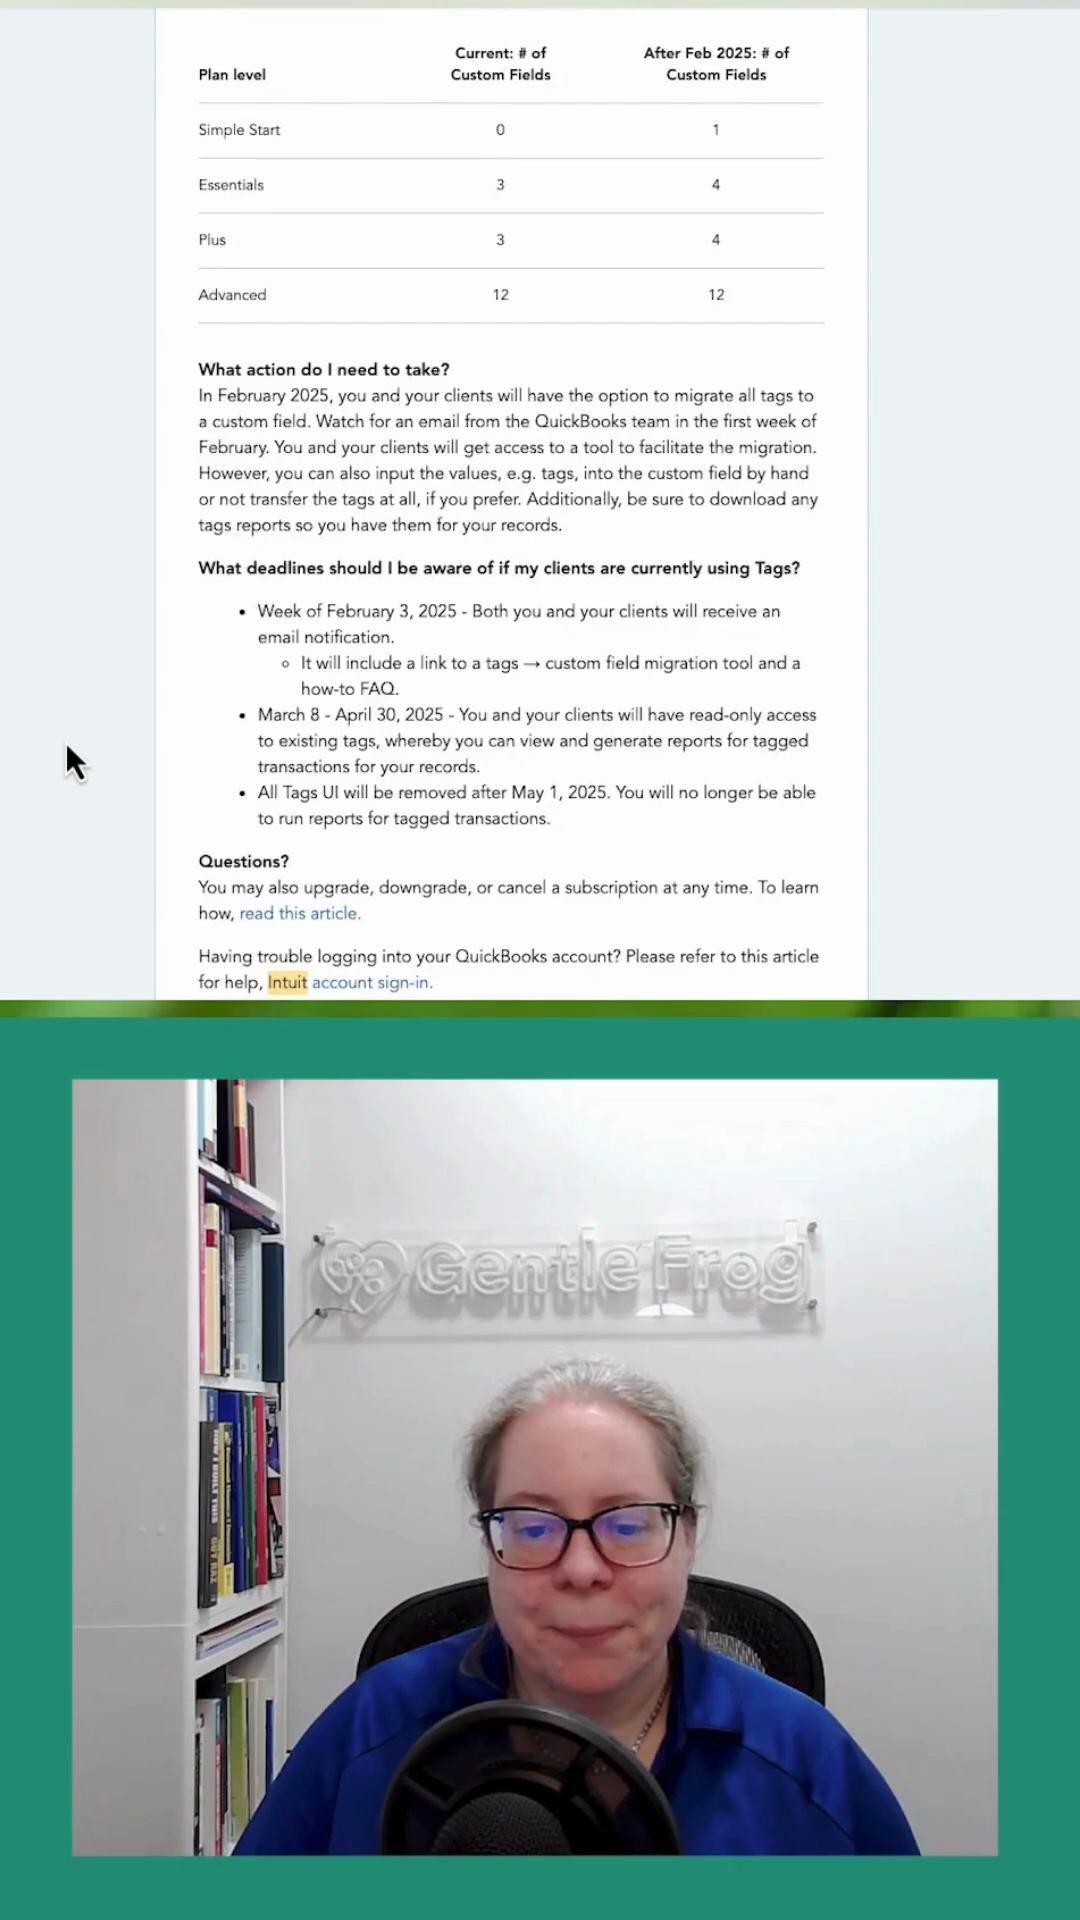 Plan level
Current: # of
Custom Fields
After Feb 2025: # of
Custom Fields
Simple Start 0 1
Essentials 3 4
Plus 3 4
Advanced 12 12
What action do I need to take?
In February 2025, you and your clients will have the option to migrate all tags to
a custom field. Watch for an email from the QuickBooks team in the first week of
February. You and your clients will get access to a tool to facilitate the migration.
However, you can also input the values, e.g. tags, into the custom field by hand
or not transfer the tags at all, if you prefer. Additionally, be sure to download any
tags reports so you have them for your records.
What deadlines should I be aware of if my clients are currently using Tags?
• Week of February 3, 2025 - Both you and your clients will receive an
email notification.
◦ It will include a link to a tags → custom field migration tool and a
how-to FAQ.
• March 8 - April 30, 2025 - You and your clients will have read-only access
to existing tags, whereby you can view and generate reports for tagged
transactions for your records.
• All Tags UI will be removed after May 1, 2025. You will no longer be able
to run reports for tagged transactions.
Questions?
You may also upgrade, downgrade, or cancel a subscription at any time. To learn
how, read this article.
Having trouble logging into your QuickBooks account? Please refer to this article
for help, Intuit account sign-in.
Gentle Frog
HOW I BUILT THIS
GUY RAZ